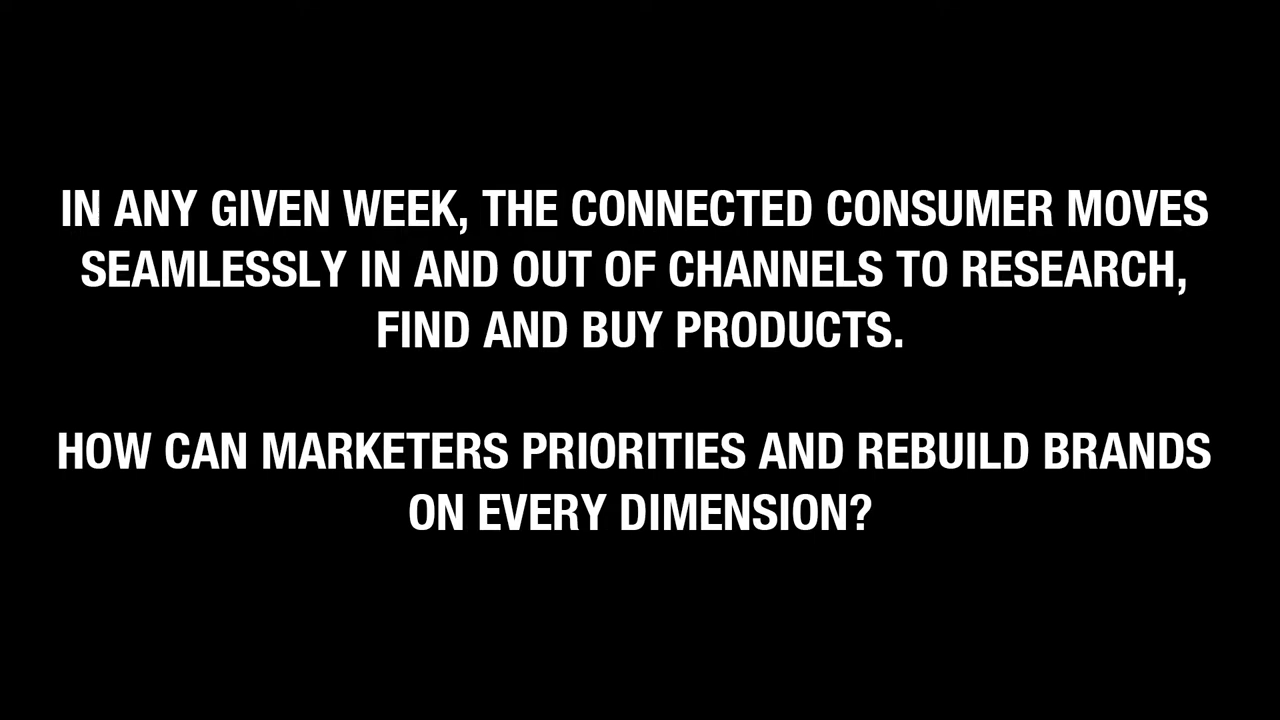 IN ANY GIVEN WEEK, THE CONNECTED CONSUMER MOVES
SEAMLESSLY IN AND OUT OF CHANNELS TO RESEARCH,
FIND AND BUY PRODUCTS.
HOW CAN MARKETERS PRIORITIES AND REBUILD BRANDS
ON EVERY DIMENSION?